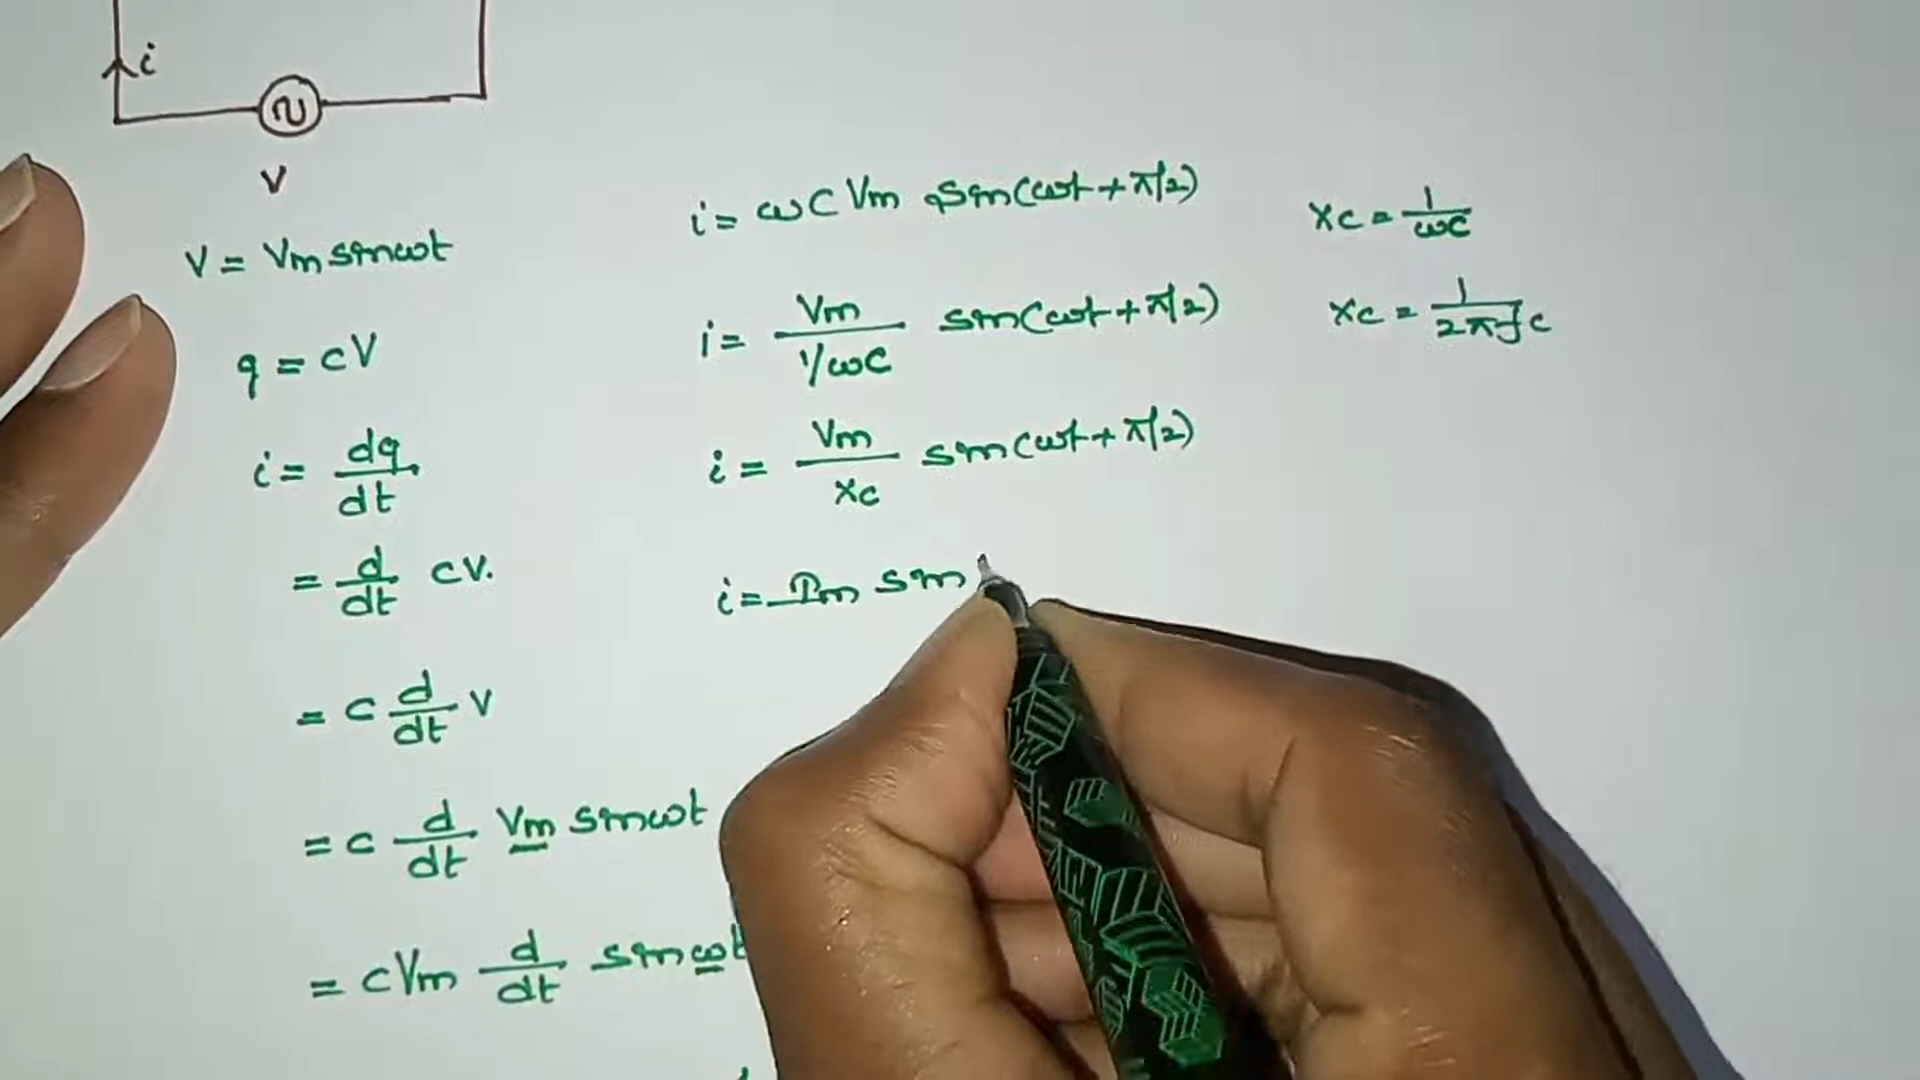 i
V
V = Vm sinωt
q = cV
i = dq/dt
= d/dt cV.
= c d/dt V
= c d/dt Vm sinωt
= cVm d/dt sinωt
i = ωC Vm sin(ωt + π/2)
i = Vm / 1/ωC sin(ωt + π/2)
i = Vm / Xc sin(ωt + π/2)
i = Im sin
Xc = 1/ωC
Xc = 1/2πfc